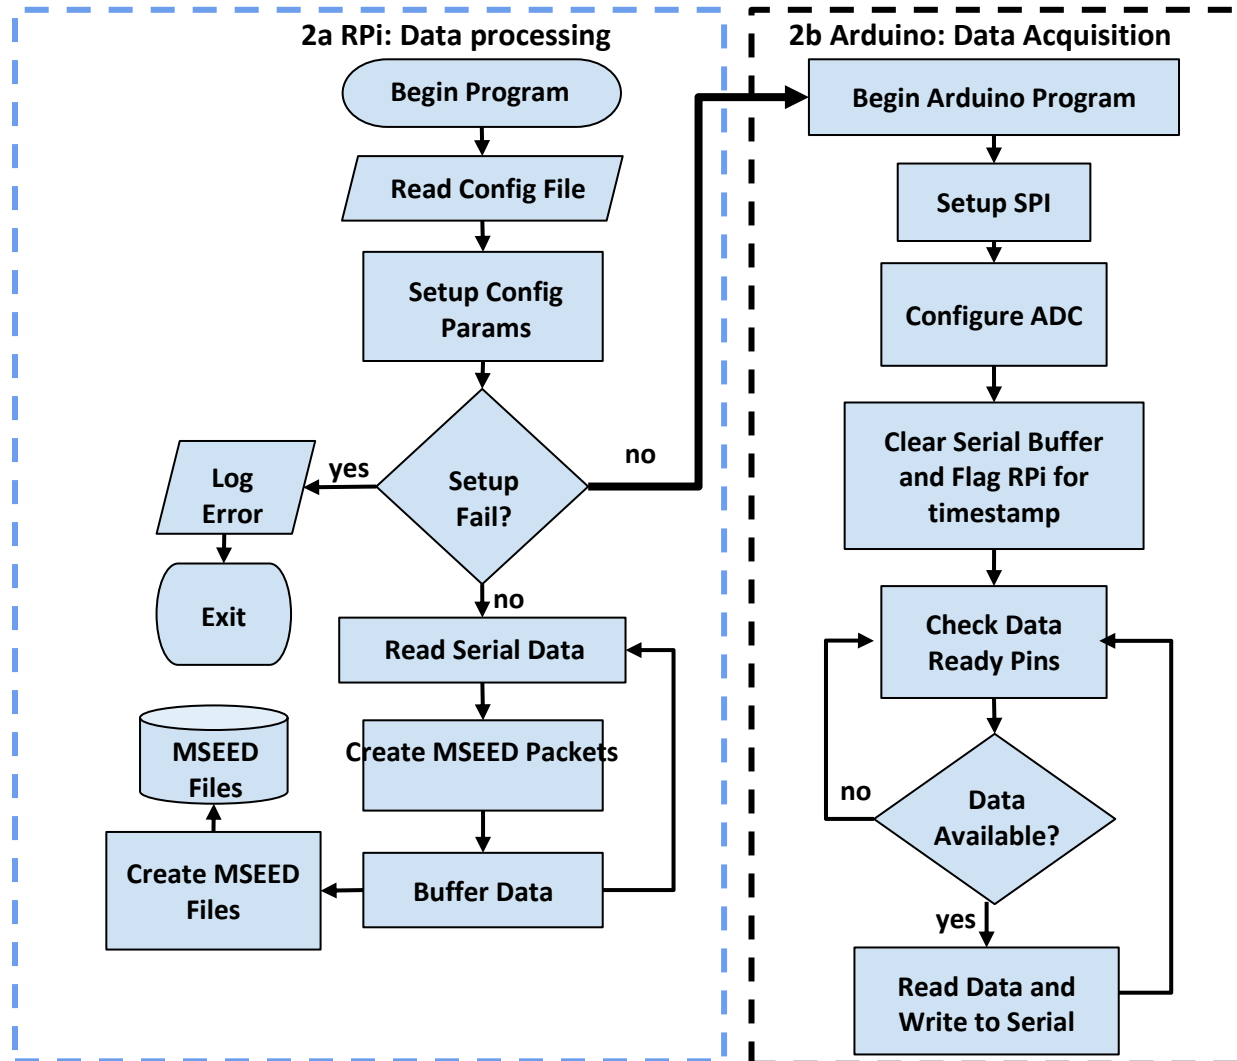 2a RPi: Data processing
Begin Program
Read Config File
Setup Config
Params
Setup
Fail?
yes
no
no
Log
Error
Exit
Read Serial Data
Create MSEED Packets
Buffer Data
Create MSEED
Files
MSEED
Files
2b Arduino: Data Acquisition
Begin Arduino Program
Setup SPI
Configure ADC
Clear Serial Buffer
and Flag RPi for
timestamp
Check Data
Ready Pins
Data
Available?
no
yes
Read Data and
Write to Serial